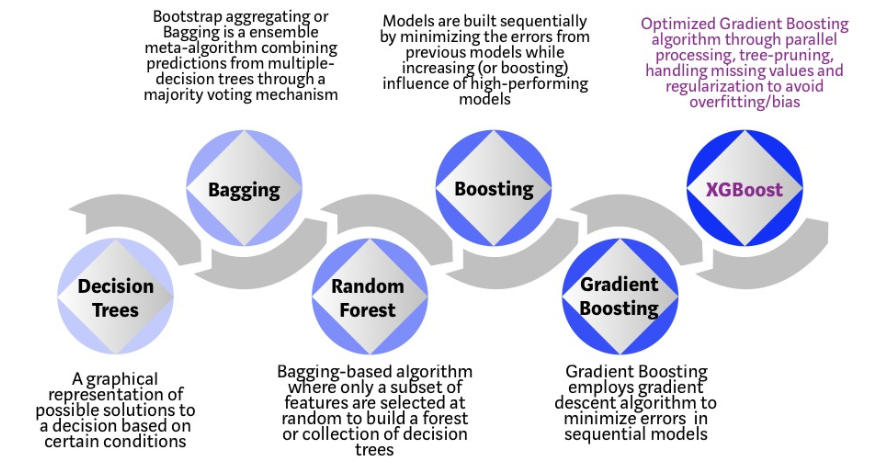 Bootstrap aggregating or
Bagging is a ensemble
meta-algorithm combining
predictions from multiple-
decision trees through a
majority voting mechanism
Models are built sequentially
by minimizing the errors from
previous models while
increasing (or boosting)
influence of high-performing
models
Optimized Gradient Boosting
algorithm through parallel
processing, tree-pruning,
handling missing values and
regularization to avoid
overfitting/bias
Bagging
Boosting
XGBoost
Decision
Trees
Random
Forest
Gradient
Boosting
A graphical
representation of
possible solutions to
a decision based on
certain conditions
Bagging-based algorithm
where only a subset of
features are selected at
random to build a forest
or collection of decision
trees
Gradient Boosting
employs gradient
descent algorithm to
minimize errors in
sequential models